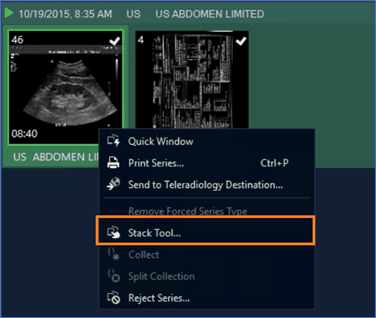 10/19/2015, 8:35 AM US US ABDOMEN LIMITED
46
4
08:40
US ABDOMEN LI
Quick Window
Print Series... Ctrl+P
Send to Teleradiology Destination...
Remove Forced Series Type
Stack Tool...
Collect
Split Collection
Reject Series...